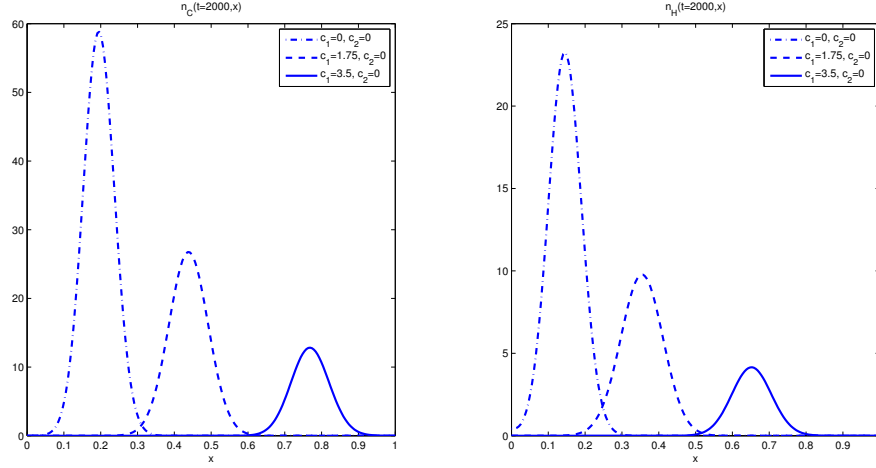 n_C(t=2000,x)
60
50
40
30
20
10
0
0 0.1 0.2 0.3 0.4 0.5 0.6 0.7 0.8 0.9 1
x
c_1=0, c_2=0
c_1=1.75, c_2=0
c_1=3.5, c_2=0
n_H(t=2000,x)
25
20
15
10
5
0
0 0.1 0.2 0.3 0.4 0.5 0.6 0.7 0.8 0.9
x
c_1=0, c_2=0
c_1=1.75, c_2=0
c_1=3.5, c_2=0